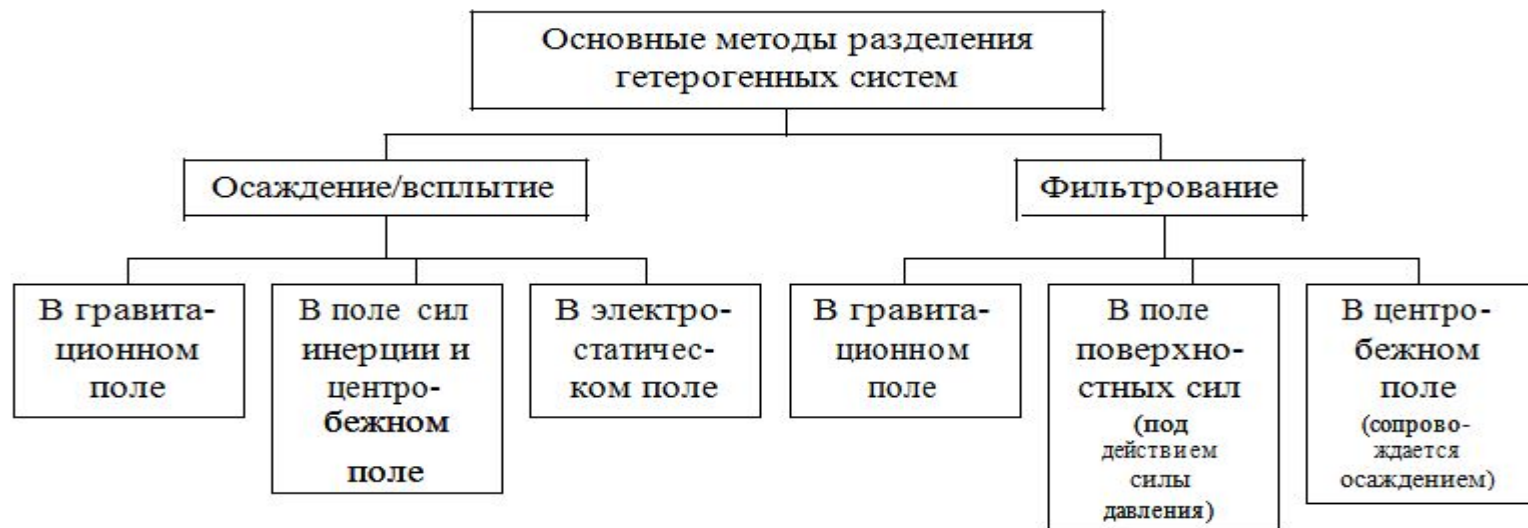 Основные методы разделения
гетерогенных систем
Осаждение/всплытие
Фильтрование
В гравита-
ционном
поле
В поле сил
инерции и
центро-
бежном
поле
В электро-
статичес-
ком поле
В гравита-
ционном
поле
В поле
поверхно-
стных сил
(под
действием
силы
давления)
В центро-
бежном
поле
(сопрово-
ждается
осаждением)